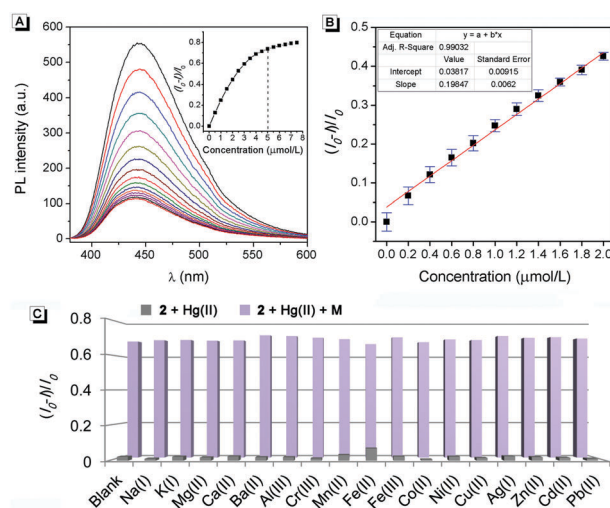 A
600
500
400
300
200
100
0
PL intensity (a.u.)
400 450 500 550 600
λ (nm)
0.8
0.6
0.4
0.2
0.0
(I0-I)/I0
0 1 2 3 4 5 6 7 8
Concentration (μmol/L)
B
Equation y = a + b*x
Adj. R-Square 0.99032
Value Standard Error
Intercept 0.03817 0.00915
Slope 0.19847 0.0062
0.5
0.4
0.3
0.2
0.1
0.0
(I0-I)/I0
0.0 0.2 0.4 0.6 0.8 1.0 1.2 1.4 1.6 1.8 2.0
Concentration (μmol/L)
C
2 + Hg(II) 2 + Hg(II) + M
0.8
0.6
0.4
0.2
0
(I0-I)/I0
Blank
Na(I)
K(I)
Mg(II)
Ca(II)
Ba(II)
Al(III)
Cr(III)
Mn(II)
Fe(II)
Fe(III)
Co(II)
Ni(II)
Cu(II)
Ag(I)
Zn(II)
Cd(II)
Pb(II)